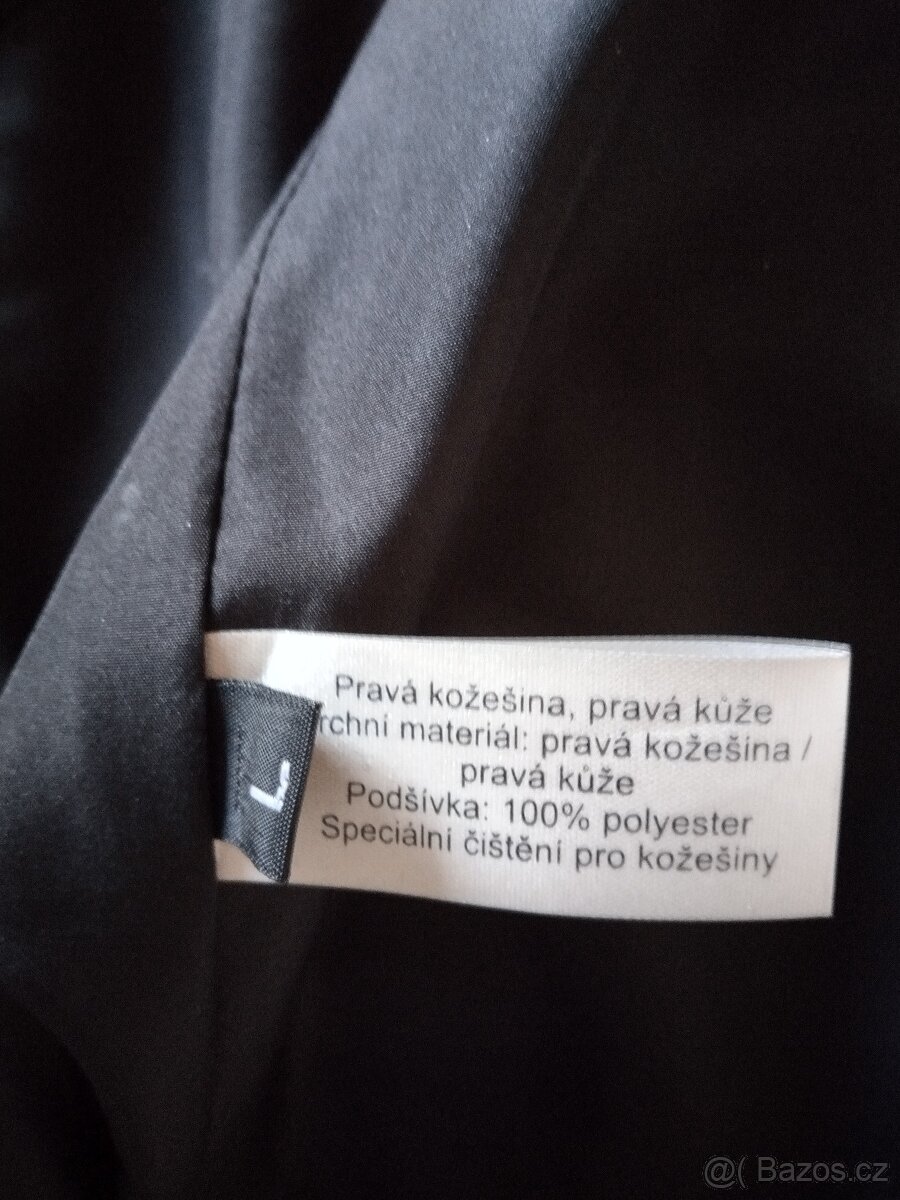 Pravá kožešina, pravá kůže
rchní materiál: pravá kožešina /
pravá kůže
Podšívka: 100% polyester
Speciální čištění pro kožešiny
L
@( Bazos.cz